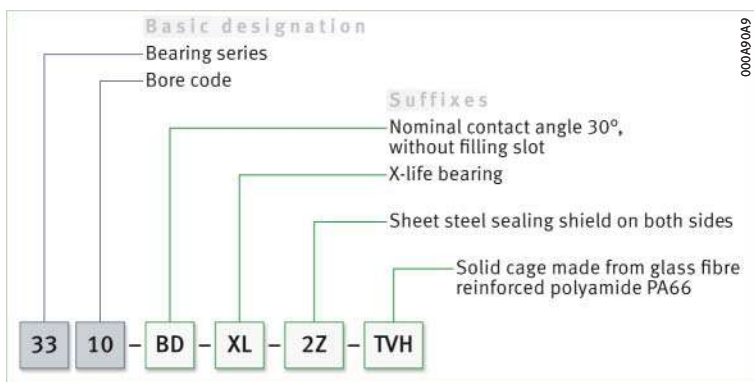 Basic designation
Bearing series
Bore code
Suffixes
Nominal contact angle 30°,
without filling slot
X-life bearing
Sheet steel sealing shield on both sides
Solid cage made from glass fibre
reinforced polyamide PA66
33 10 – BD – XL – 2Z – TVH
000A90A9